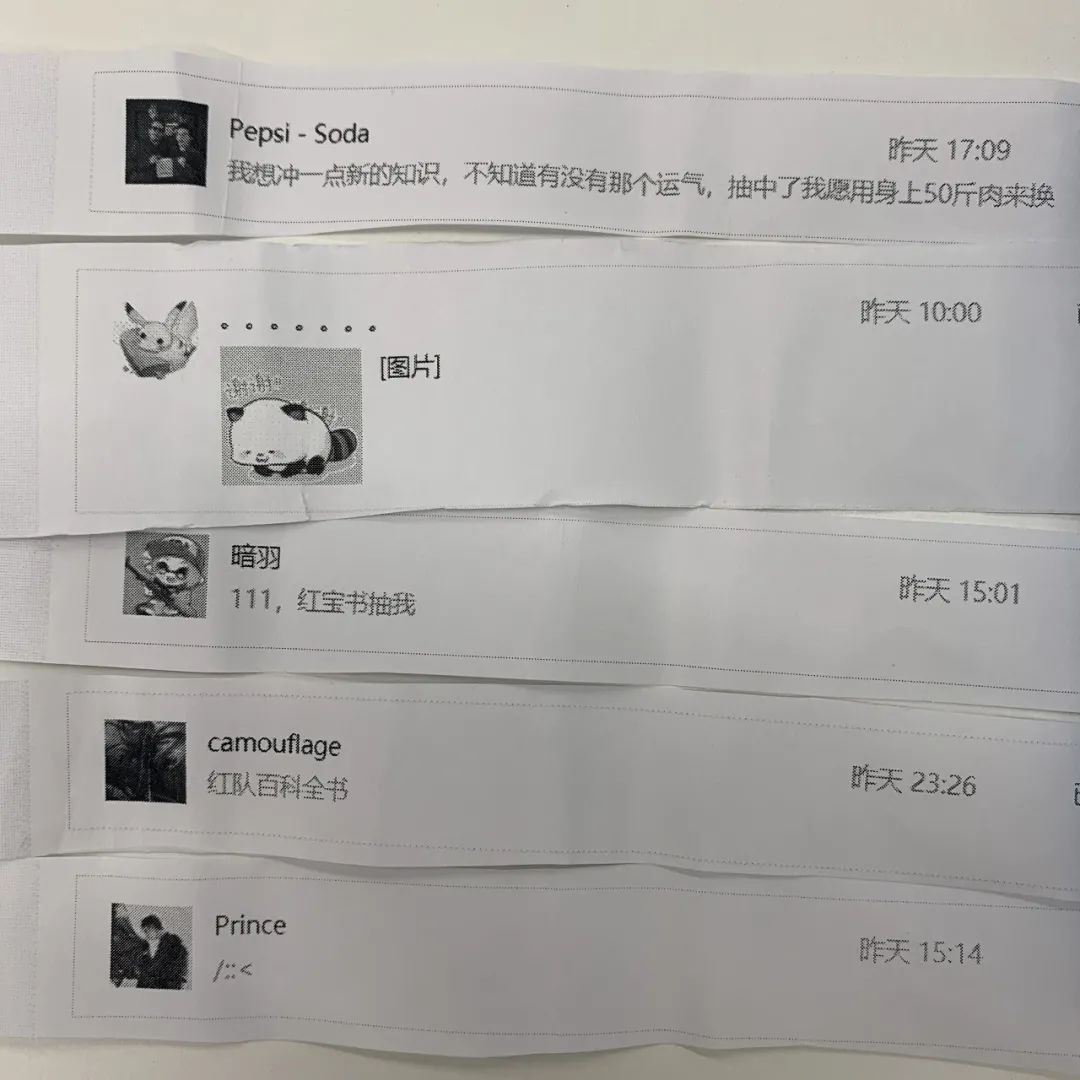 Pepsi - Soda
昨天 17:09
我想冲一点新的知识，不知道有没有那个运气，抽中了我愿用身上50斤肉来换
.......
昨天 10:00
[图片]
暗羽
昨天 15:01
111，红宝书抽我
camouflage
昨天 23:26
红队百科全书
Prince
昨天 15:14
/::<